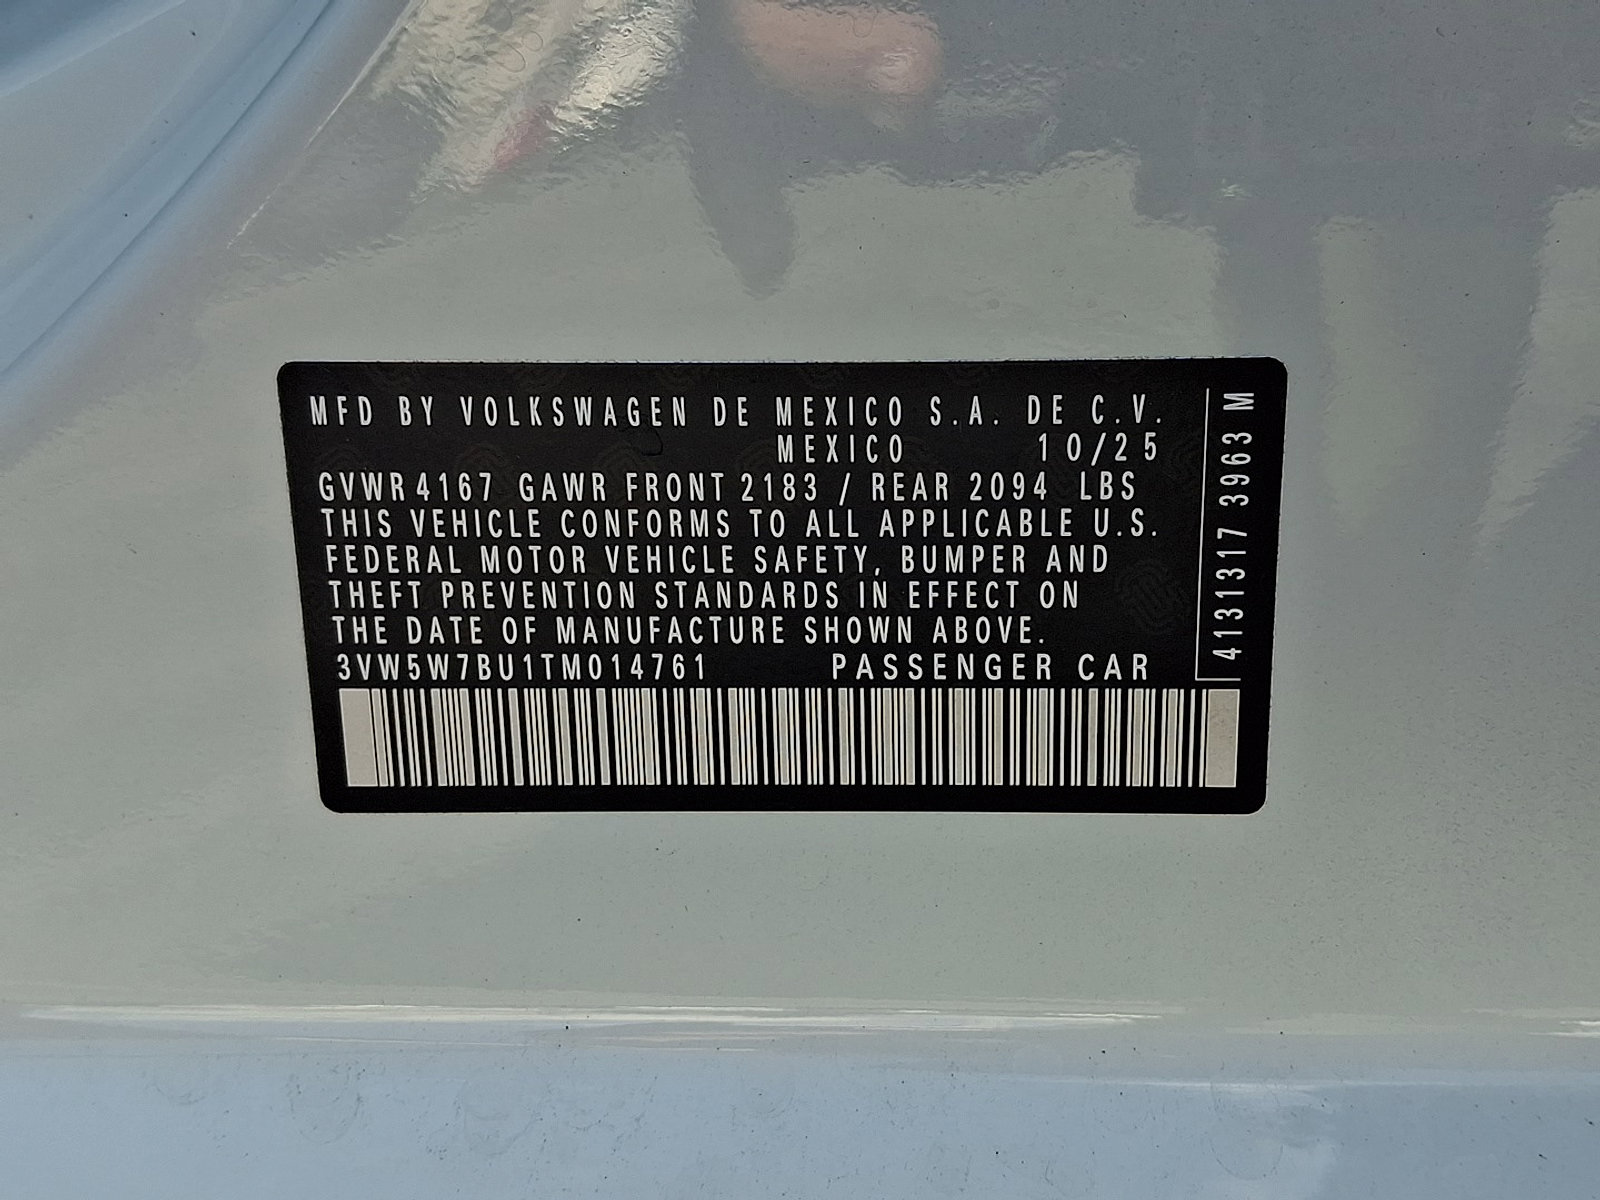 MFD BY VOLKSWAGEN DE MEXICO S.A. DE C.V.
MEXICO 10/25
GVWR 4167 GAWR FRONT 2183 / REAR 2094 LBS
THIS VEHICLE CONFORMS TO ALL APPLICABLE U.S.
FEDERAL MOTOR VEHICLE SAFETY, BUMPER AND
THEFT PREVENTION STANDARDS IN EFFECT ON
THE DATE OF MANUFACTURE SHOWN ABOVE.
3VW5W7BU1TM014761 PASSENGER CAR
4131317 3963 M